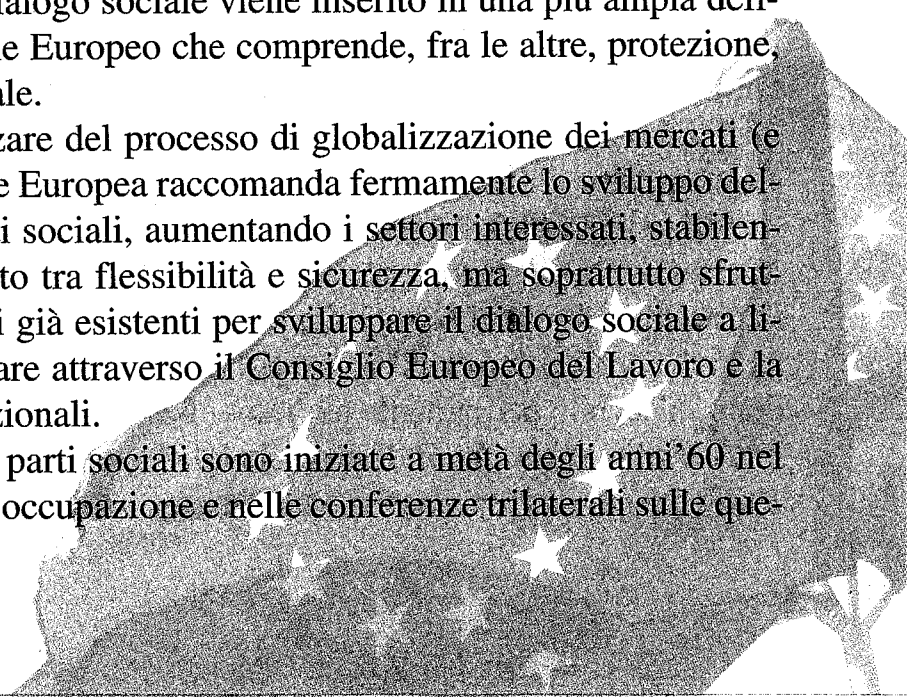 ialogo sociale viene inserito in una più ampia defi-
e Europeo che comprende, fra le altre, protezione,
ale.
zare del processo di globalizzazione dei mercati (e
e Europea raccomanda fermamente lo sviluppo del-
i sociali, aumentando i settori interessati, stabilen-
to tra flessibilità e sicurezza, ma soprattutto sfrut-
i già esistenti per sviluppare il dialogo sociale a li-
are attraverso il Consiglio Europeo del Lavoro e la
zionali.
parti sociali sono iniziate a metà degli anni'60 nel
occupazione e nelle conferenze trilaterali sulle que-